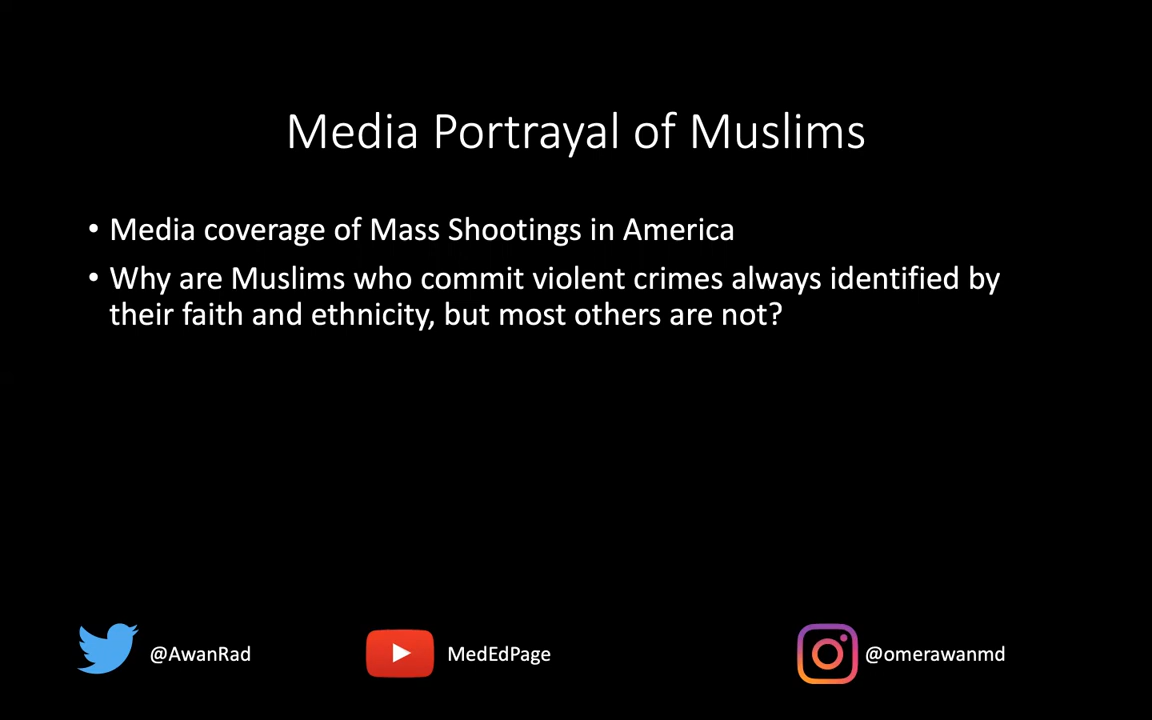 Media Portrayal of Muslims
• Media coverage of Mass Shootings in America
• Why are Muslims who commit violent crimes always identified by
their faith and ethnicity, but most others are not?
@AwanRad
MedEdPage
@omerawanmd